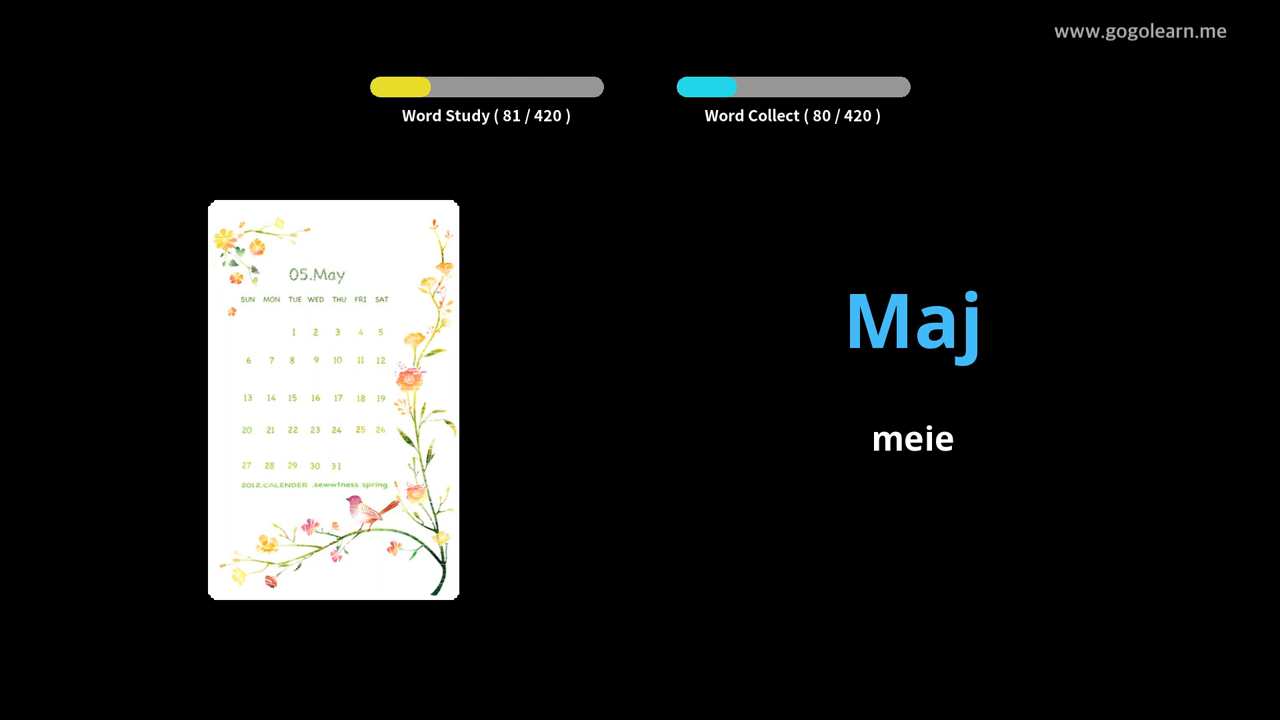 www.gogolearn.me
Word Study ( 81 / 420 )
Word Collect ( 80 / 420 )
05.May
SUN MON TUE WED THU FRI SAT
1 2 3 4 5
6 7 8 9 10 11 12
13 14 15 16 17 18 19
20 21 22 23 24 25 26
27 28 29 30 31
2012.CALENDER .sewwtness spring
Maj
meie